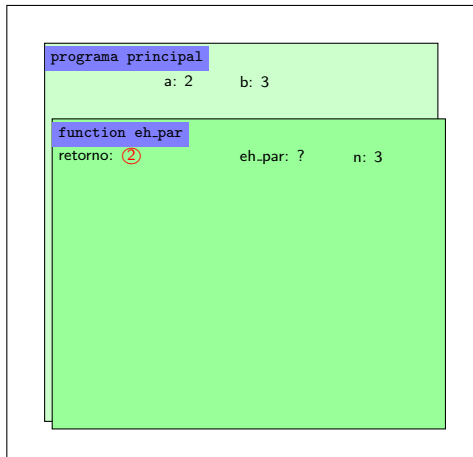 programa principal
a: 2 b: 3
function eh_par
retorno: 2 eh_par: ? n: 3